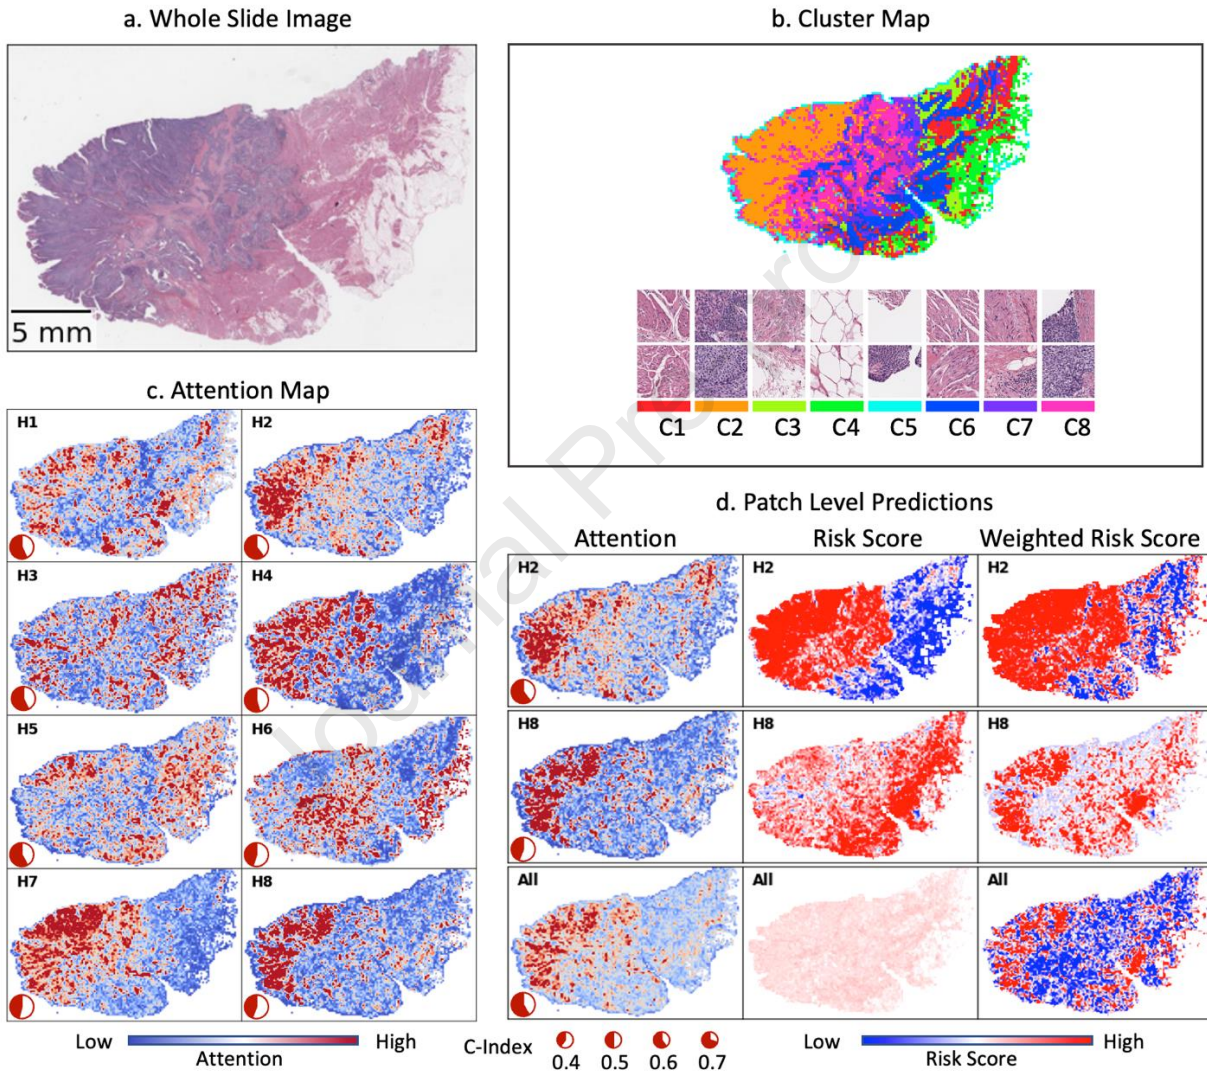 a. Whole Slide Image
5 mm
b. Cluster Map
C1 C2 C3 C4 C5 C6 C7 C8
c. Attention Map
H1 H2
H3 H4
H5 H6
H7 H8
Low High
Attention
C-Index
0.4 0.5 0.6 0.7
d. Patch Level Predictions
Attention Risk Score Weighted Risk Score
H2 H2 H2
H8 H8 H8
All All All
Low High
Risk Score
Journal Pre-pro